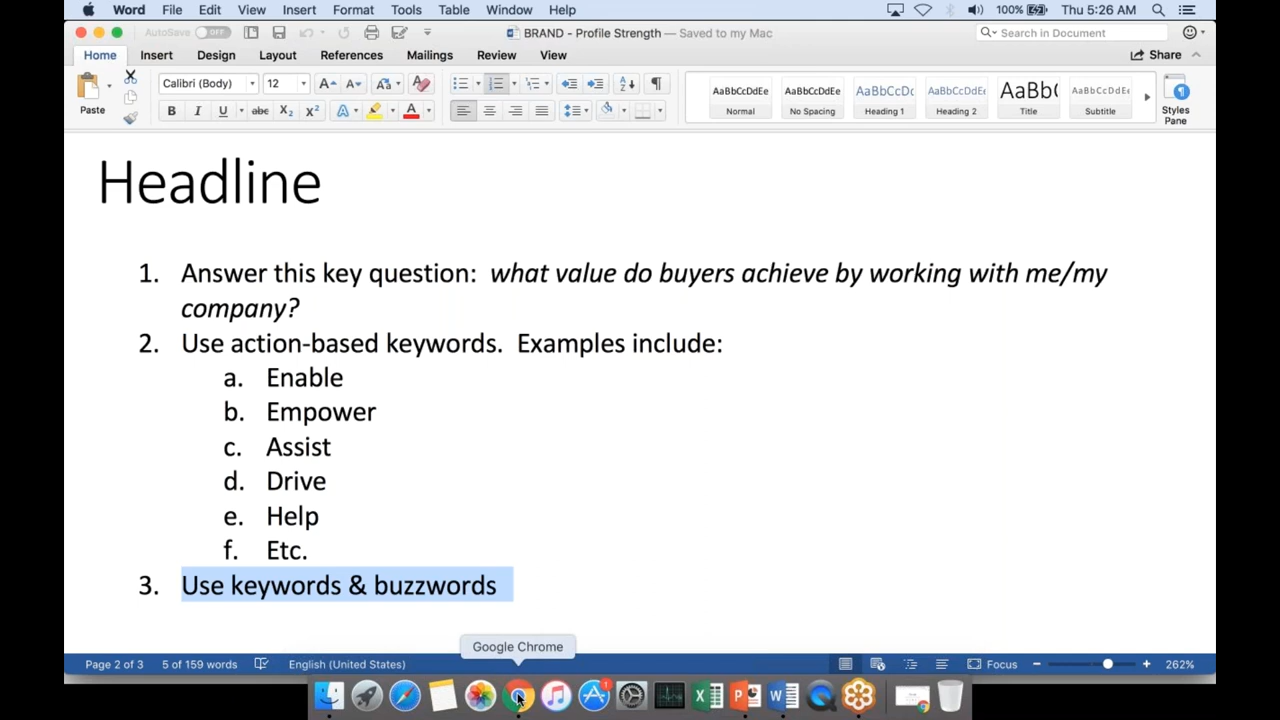 Word File Edit View Insert Format Tools Table Window Help 100% Thu 5:26 AM
AutoSave OFF BRAND - Profile Strength — Saved to my Mac Search in Document
Home Insert Design Layout References Mailings Review View Share
Paste Calibri (Body) 12 AaBbCcDdEe AaBbCcDdEe AaBbCcDc AaBbCcDdEe AaBb( AaBbCcDdEe Styles Pane
B I U abc X₂ X² A A Normal No Spacing Heading 1 Heading 2 Title Subtitle
Headline
1. Answer this key question: what value do buyers achieve by working with me/my
company?
2. Use action-based keywords. Examples include:
a. Enable
b. Empower
c. Assist
d. Drive
e. Help
f. Etc.
3. Use keywords & buzzwords
Google Chrome
Page 2 of 3 5 of 159 words English (United States) Focus 262%